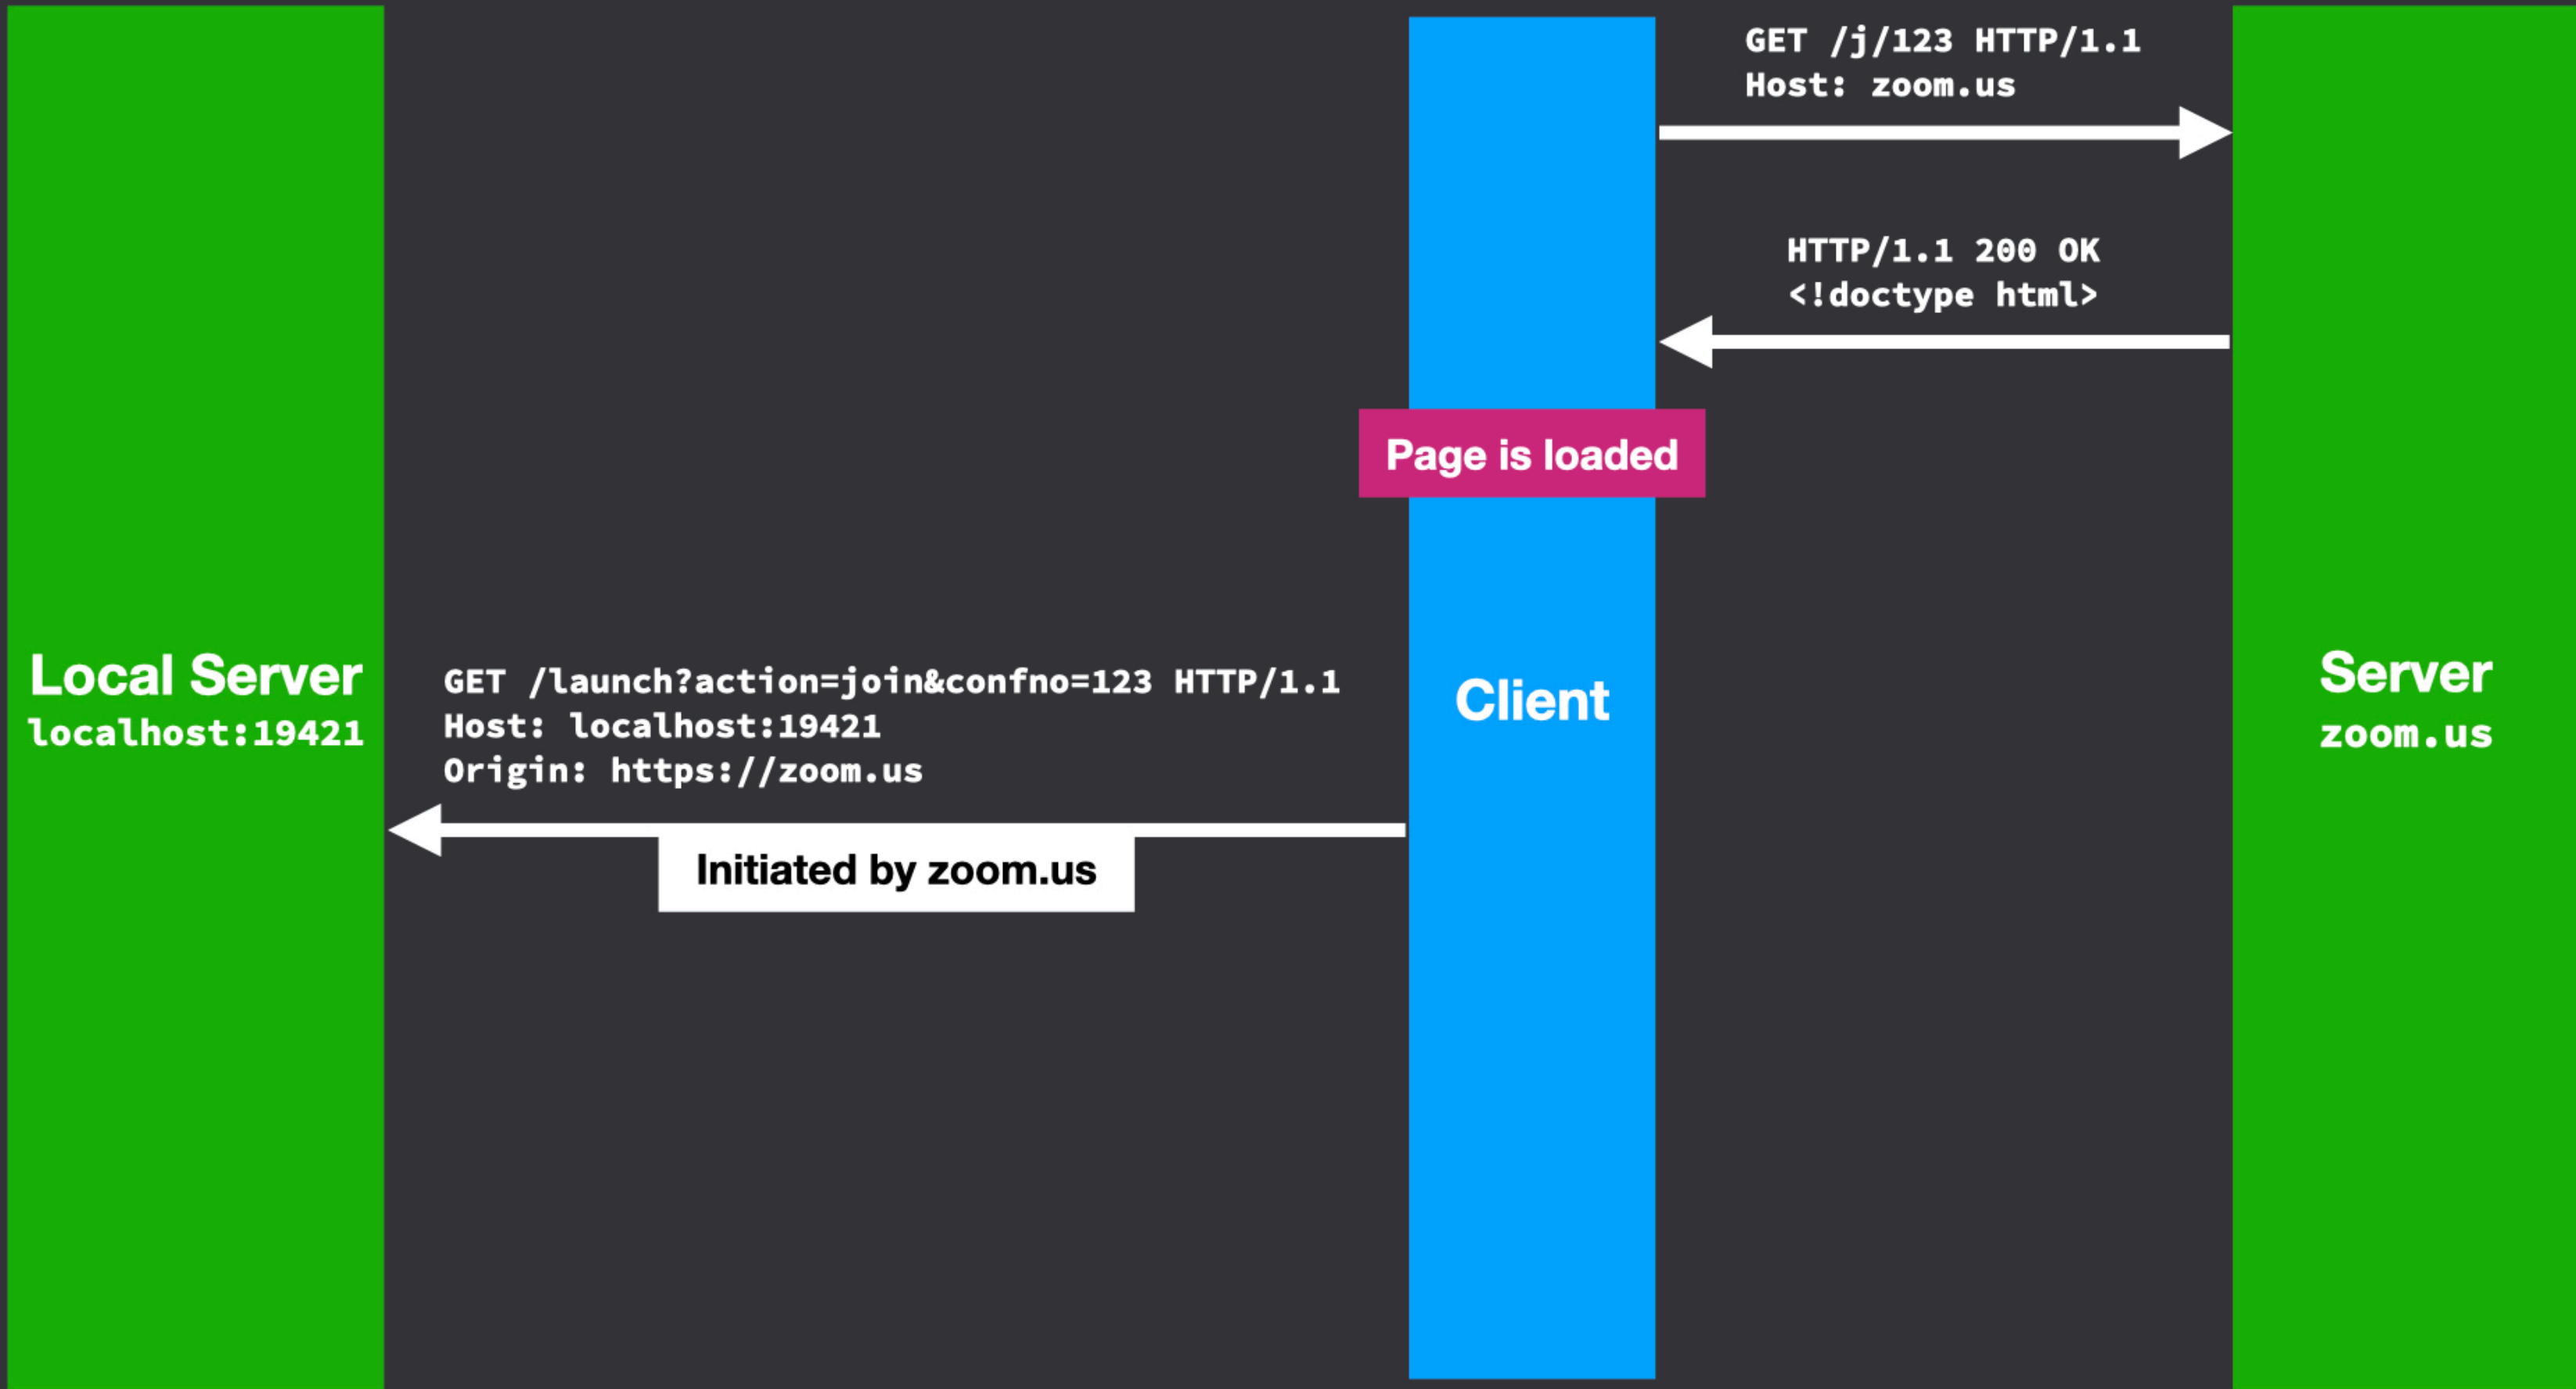 GET /j/123 HTTP/1.1
Host: zoom.us
HTTP/1.1 200 OK
<!doctype html>
Page is loaded
Local Server
localhost:19421
GET /launch?action=join&confno=123 HTTP/1.1
Host: localhost:19421
Origin: https://zoom.us
Initiated by zoom.us
Client
Server
zoom.us